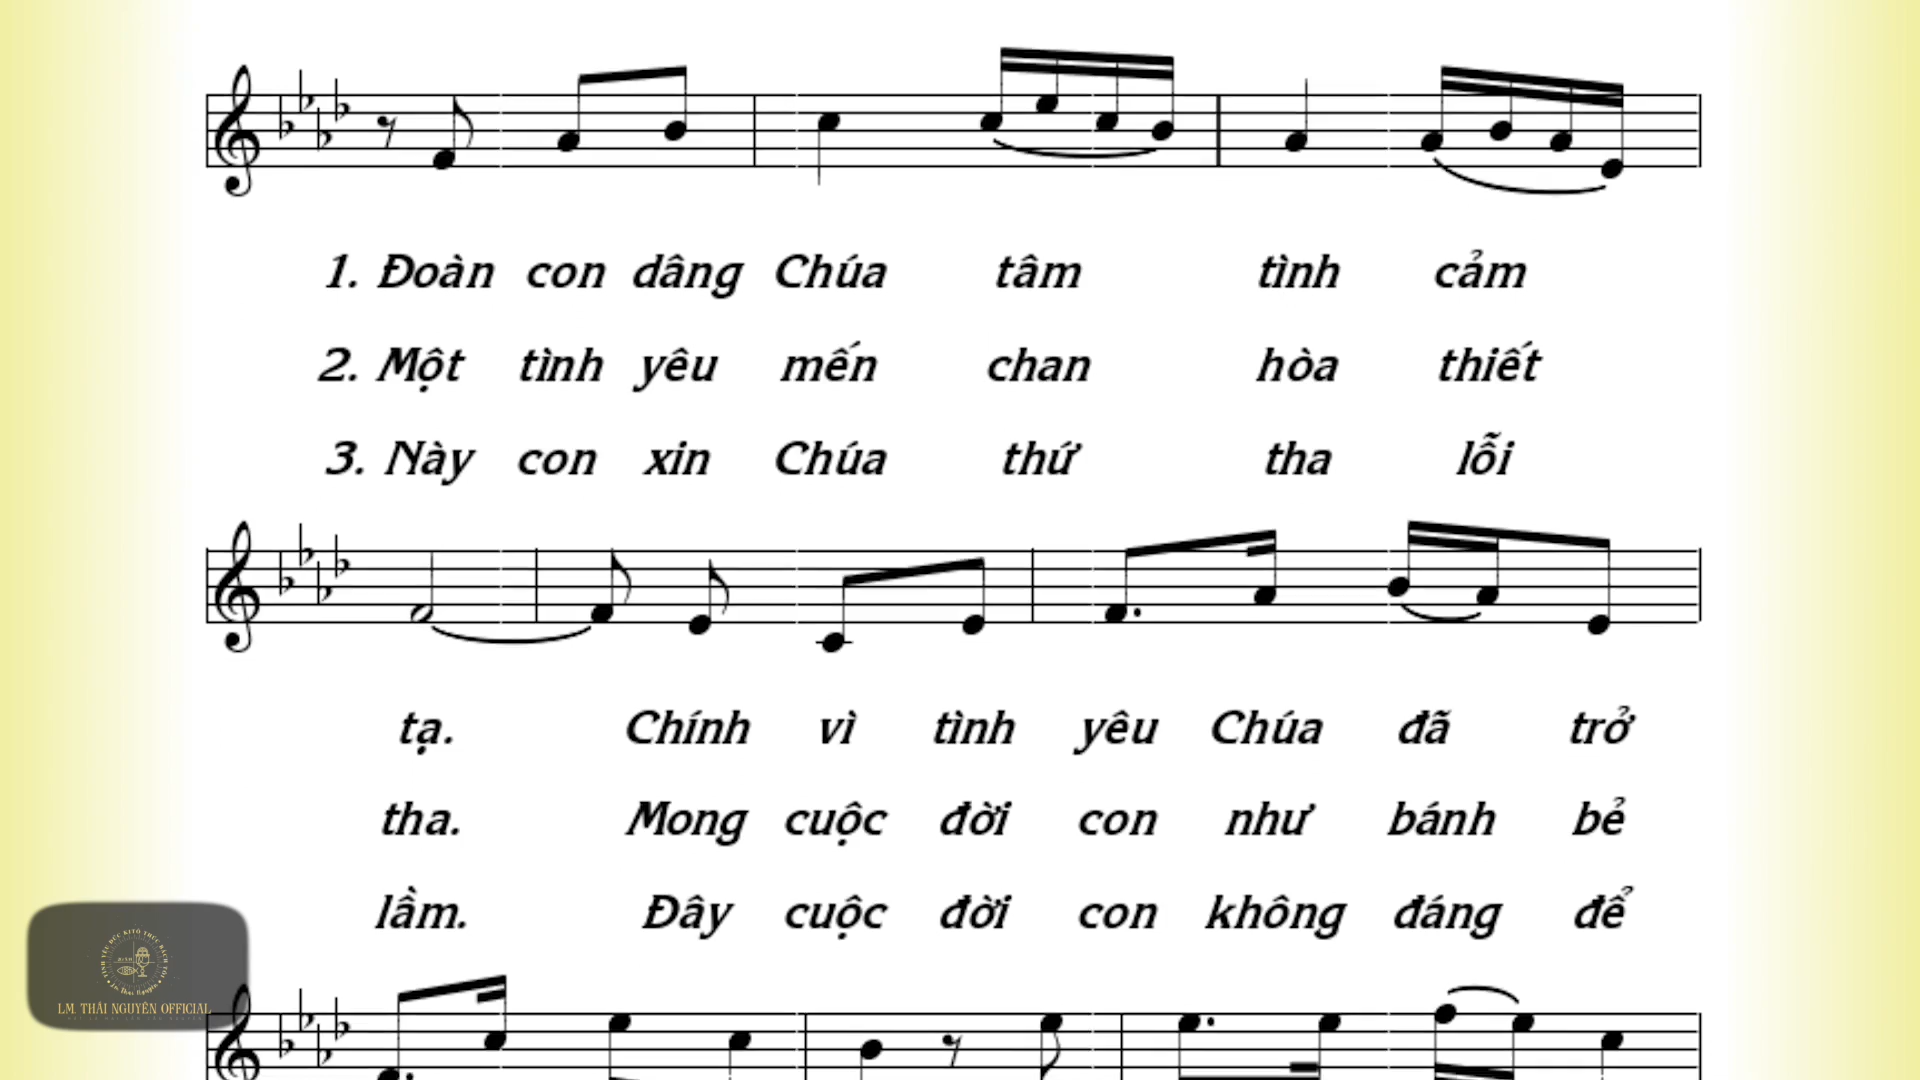 1. Đoàn con dâng Chúa tâm tình cảm
2. Một tình yêu mến chan hòa thiết
3. Này con xin Chúa thứ tha lỗi
tạ. Chính vì tình yêu Chúa đã trở
tha. Mong cuộc đời con như bánh bẻ
lầm. Đây cuộc đời con không đáng để
LM. THÁI NGUYÊN OFFICIAL